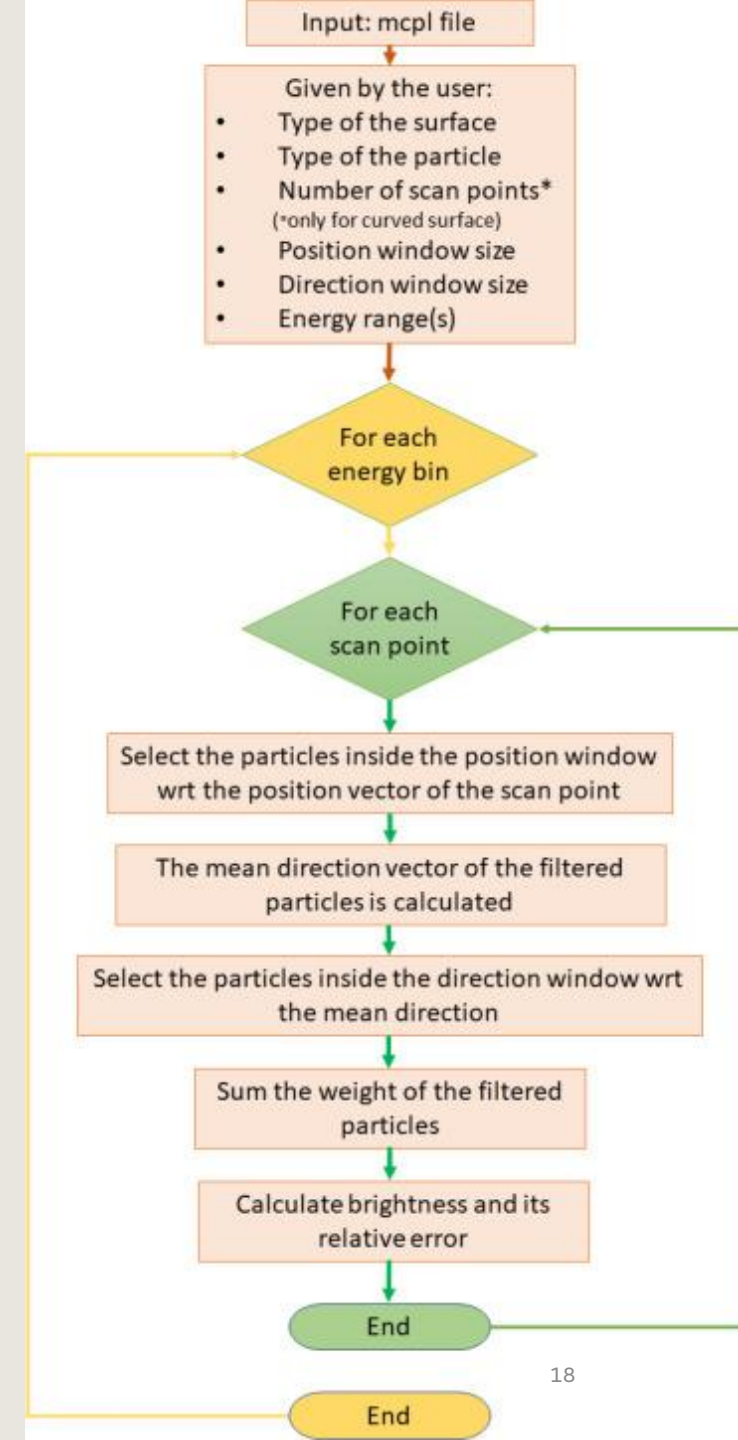 Input: mcpl file
Given by the user:
• Type of the surface
• Type of the particle
• Number of scan points*
(*only for curved surface)
• Position window size
• Direction window size
• Energy range(s)
For each
energy bin
For each
scan point
Select the particles inside the position window
wrt the position vector of the scan point
The mean direction vector of the filtered
particles is calculated
Select the particles inside the direction window wrt
the mean direction
Sum the weight of the filtered
particles
Calculate brightness and its
relative error
End
18
End